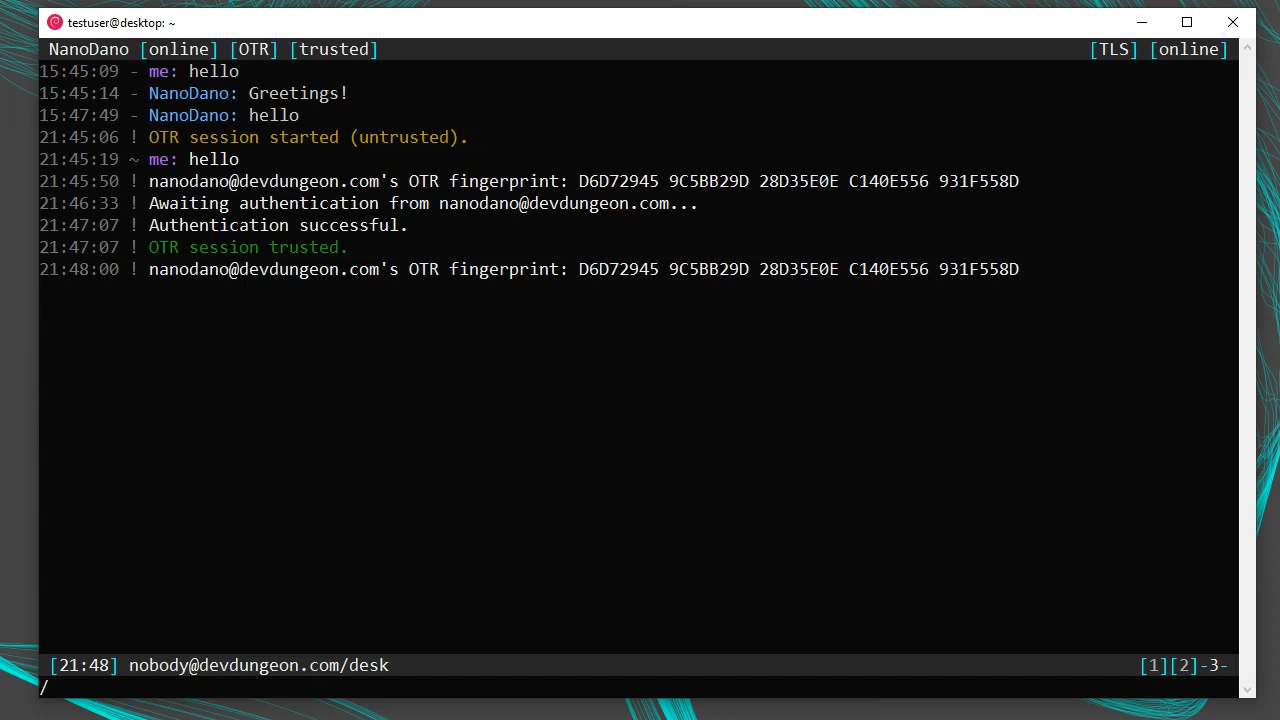 testuser@desktop: ~
NanoDano [online] [OTR] [trusted] [TLS] [online]
15:45:09 - me: hello
15:45:14 - NanoDano: Greetings!
15:47:49 - NanoDano: hello
21:45:06 ! OTR session started (untrusted).
21:45:19 ~ me: hello
21:45:50 ! nanodano@devdungeon.com's OTR fingerprint: D6D72945 9C5BB29D 28D35E0E C140E556 931F558D
21:46:33 ! Awaiting authentication from nanodano@devdungeon.com...
21:47:07 ! Authentication successful.
21:47:07 ! OTR session trusted.
21:48:00 ! nanodano@devdungeon.com's OTR fingerprint: D6D72945 9C5BB29D 28D35E0E C140E556 931F558D
[21:48] nobody@devdungeon.com/desk [1][2]-3-
/